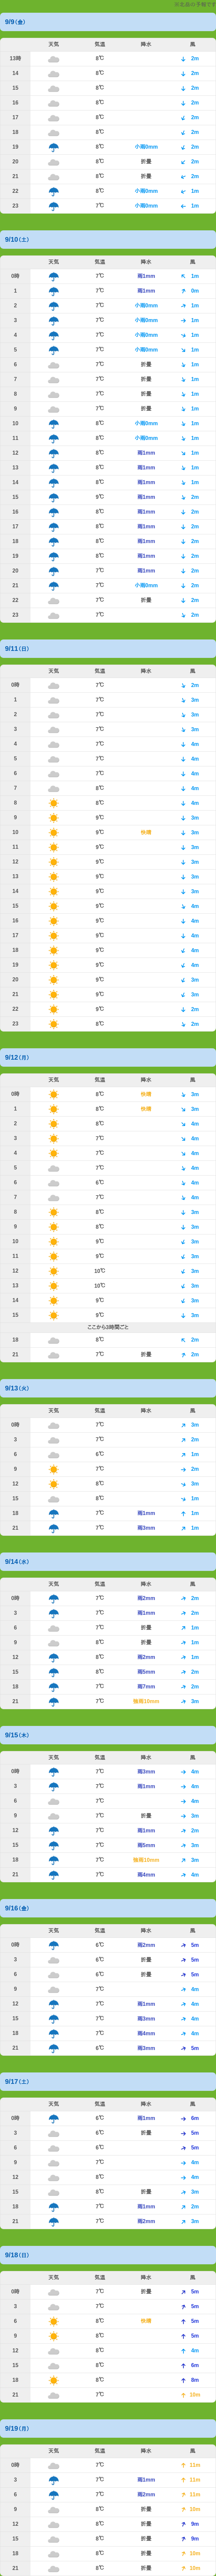 ※北岳の予報です
9/9(金)
天気 気温 降水 風
13時 8℃ 2m
14 8℃ 2m
15 8℃ 2m
16 8℃ 2m
17 8℃ 2m
18 8℃ 2m
19 8℃ 小雨0mm 2m
20 8℃ 折畳 2m
21 8℃ 折畳 2m
22 8℃ 小雨0mm 1m
23 8℃ 小雨0mm 1m
9/10(土)
天気 気温 降水 風
0時 7℃ 雨1mm 1m
1 7℃ 雨1mm 0m
2 7℃ 小雨0mm 1m
3 7℃ 小雨0mm 1m
4 7℃ 小雨0mm 1m
5 7℃ 小雨0mm 1m
6 7℃ 折畳 1m
7 7℃ 折畳 1m
8 7℃ 折畳 1m
9 7℃ 折畳 1m
10 8℃ 小雨0mm 1m
11 8℃ 小雨0mm 1m
12 8℃ 雨1mm 1m
13 8℃ 雨1mm 1m
14 8℃ 雨1mm 1m
15 9℃ 雨1mm 2m
16 8℃ 雨1mm 2m
17 8℃ 雨1mm 2m
18 8℃ 雨1mm 2m
19 8℃ 雨1mm 2m
20 8℃ 雨1mm 2m
21 8℃ 小雨0mm 2m
22 8℃ 折畳 2m
23 8℃ 2m
9/11(日)
天気 気温 降水 風
0時 7℃ 2m
1 7℃ 3m
2 7℃ 3m
3 7℃ 3m
4 7℃ 4m
5 7℃ 4m
6 7℃ 4m
7 8℃ 4m
8 8℃ 4m
9 9℃ 3m
10 9℃ 快晴 3m
11 9℃ 3m
12 9℃ 3m
13 9℃ 3m
14 9℃ 3m
15 9℃ 4m
16 9℃ 4m
17 9℃ 4m
18 9℃ 4m
19 9℃ 4m
20 9℃ 3m
21 9℃ 3m
22 9℃ 2m
23 8℃ 2m
9/12(月)
天気 気温 降水 風
0時 8℃ 快晴 3m
1 8℃ 快晴 3m
2 8℃ 4m
3 7℃ 4m
4 7℃ 4m
5 7℃ 4m
6 6℃ 4m
7 7℃ 4m
8 8℃ 3m
9 8℃ 3m
10 9℃ 3m
11 9℃ 3m
12 10℃ 3m
13 10℃ 3m
14 9℃ 3m
15 9℃ 3m
ここから3時間ごと
18 8℃ 2m
21 7℃ 折畳 2m
9/13(火)
天気 気温 降水 風
0時 7℃ 3m
3 7℃ 2m
6 6℃ 1m
9 7℃ 2m
12 8℃ 3m
15 8℃ 1m
18 7℃ 雨1mm 1m
21 7℃ 雨3mm 1m
9/14(水)
天気 気温 降水 風
0時 7℃ 雨2mm 2m
3 7℃ 雨1mm 2m
6 7℃ 折畳 1m
9 8℃ 折畳 1m
12 8℃ 雨2mm 1m
15 8℃ 雨5mm 2m
18 7℃ 雨7mm 2m
21 7℃ 強雨10mm 3m
9/15(木)
天気 気温 降水 風
0時 7℃ 雨3mm 4m
3 7℃ 雨1mm 4m
6 7℃ 4m
9 7℃ 折畳 3m
12 8℃ 雨1mm 2m
15 8℃ 雨5mm 3m
18 7℃ 強雨10mm 3m
21 7℃ 雨4mm 4m
9/16(金)
天気 気温 降水 風
0時 6℃ 雨2mm 5m
3 6℃ 折畳 5m
6 6℃ 折畳 5m
9 7℃ 4m
12 7℃ 雨1mm 4m
15 7℃ 雨3mm 4m
18 7℃ 雨4mm 4m
21 6℃ 雨3mm 5m
9/17(土)
天気 気温 降水 風
0時 6℃ 雨1mm 6m
3 6℃ 折畳 5m
6 6℃ 5m
9 7℃ 4m
12 8℃ 4m
15 8℃ 折畳 3m
18 7℃ 雨1mm 2m
21 7℃ 雨2mm 3m
9/18(日)
天気 気温 降水 風
0時 7℃ 折畳 5m
3 7℃ 5m
6 8℃ 快晴 5m
9 8℃ 5m
12 8℃ 4m
15 8℃ 6m
18 8℃ 8m
21 7℃ 10m
9/19(月)
天気 気温 降水 風
0時 7℃ 11m
3 7℃ 雨1mm 11m
6 7℃ 雨2mm 11m
9 8℃ 折畳 10m
12 8℃ 折畳 9m
15 8℃ 折畳 9m
18 8℃ 折畳 10m
21 8℃ 折畳 10m